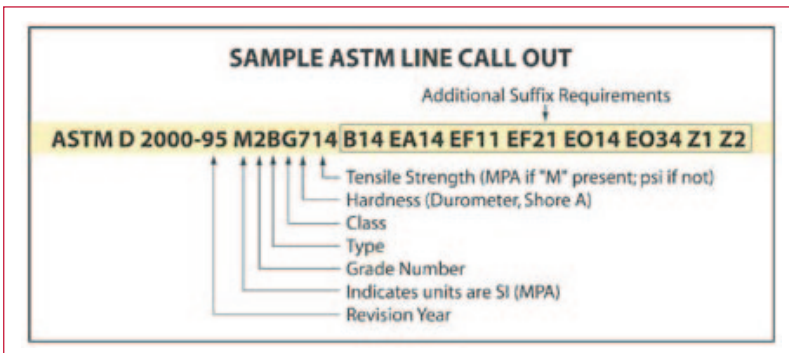 SAMPLE ASTM LINE CALL OUT
Additional Suffix Requirements
ASTM D 2000-95 M2BG714 B14 EA14 EF11 EF21 EO14 EO34 Z1 Z2
Tensile Strength (MPA if "M" present; psi if not)
Hardness (Durometer, Shore A)
Class
Type
Grade Number
Indicates units are SI (MPA)
Revision Year